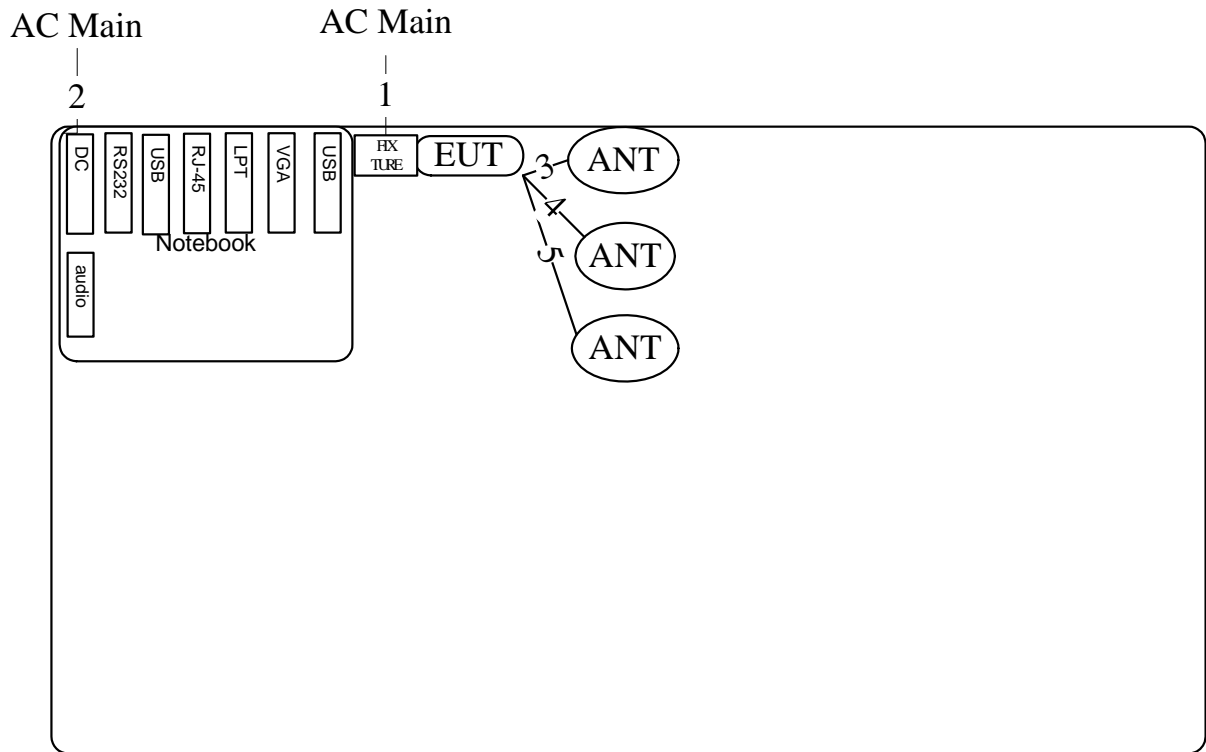 AC Main
AC Main
2
1
DC
RS232
USB
RJ-45
LPT
VGA
USB
Notebook
audio
FIX
TURE
EUT
3
ANT
4
ANT
5
ANT